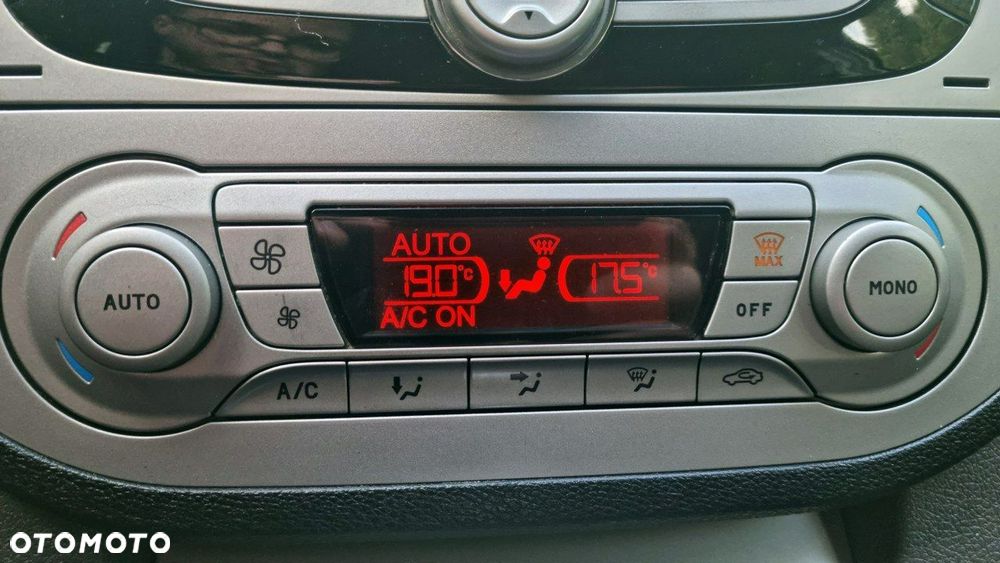 AUTO
19.0°C 17.5°C
A/C ON
AUTO
MAX
OFF
MONO
A/C
OTOMOTO